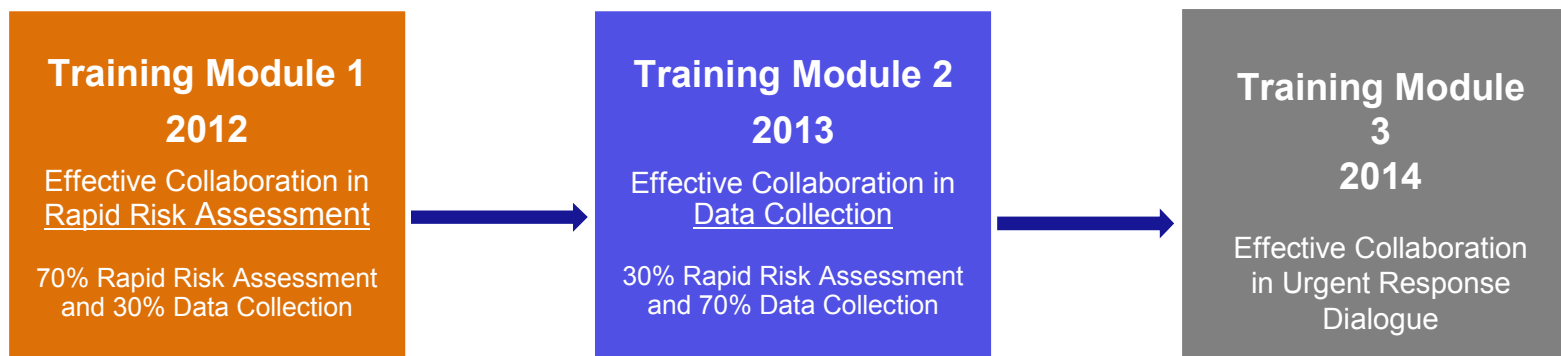 Training Module 1
2012
Effective Collaboration in
Rapid Risk Assessment
70% Rapid Risk Assessment
and 30% Data Collection
Training Module 2
2013
Effective Collaboration in
Data Collection
30% Rapid Risk Assessment
and 70% Data Collection
Training Module
3
2014
Effective Collaboration
in Urgent Response
Dialogue